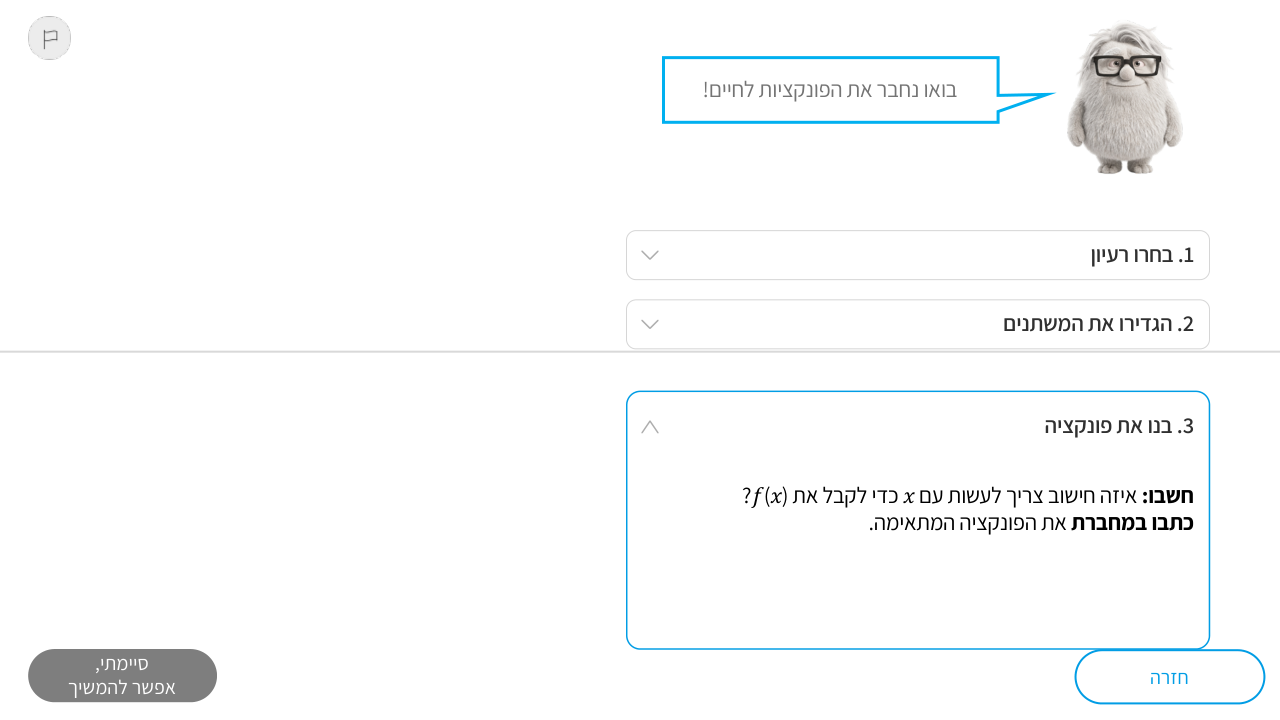 בואו נחבר את הפונקציות לחיים!
1. בחרו רעיון
2. הגדירו את המשתנים
3. בנו את פונקציה
חשבו: איזה חישוב צריך לעשות עם x כדי לקבל את f(x)?
כתבו במחברת את הפונקציה המתאימה.
סיימתי,
אפשר להמשיך
חזרה